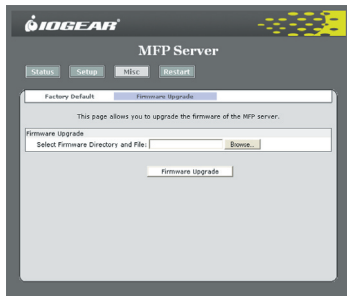 IOGEAR®
MFP Server
Status Setup Misc Restart
Factory Default Firmware Upgrade
This page allows you to upgrade the firmware of the MFP server.
Firmware Upgrade
Select Firmware Directory and File: Browse...
Firmware Upgrade